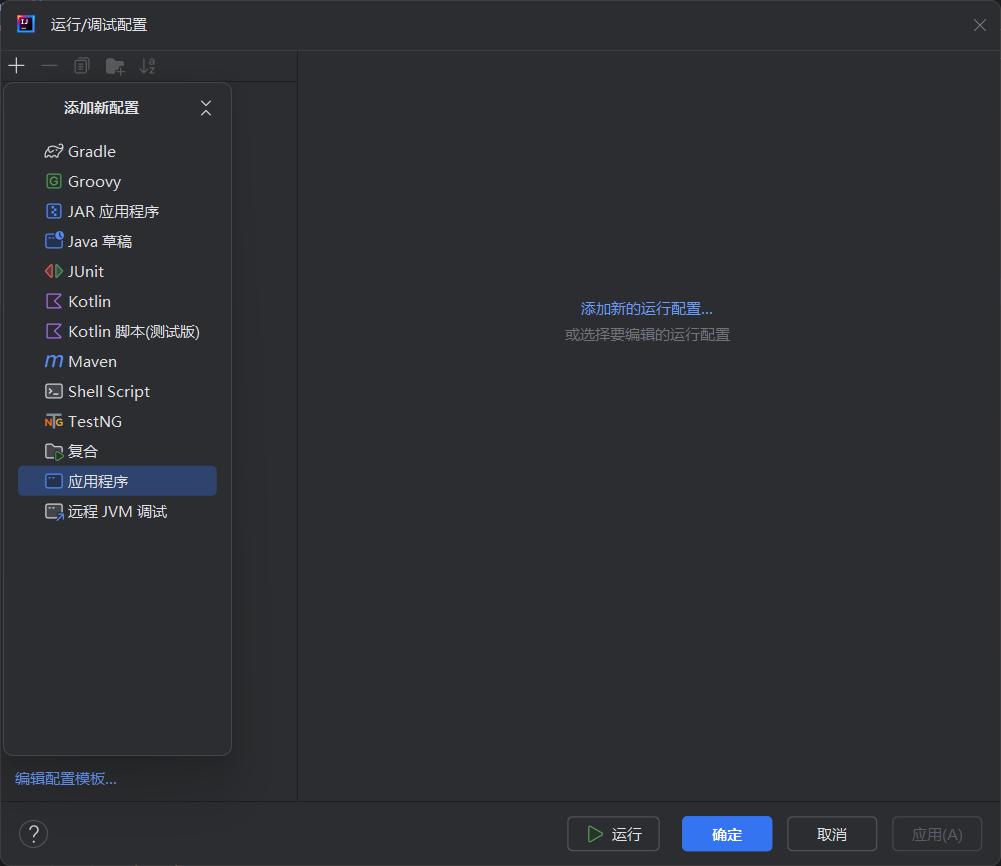 运行/调试配置
添加新配置
Gradle
Groovy
JAR 应用程序
Java 草稿
JUnit
Kotlin
Kotlin 脚本(测试版)
Maven
Shell Script
TestNG
复合
应用程序
远程 JVM 调试
添加新的运行配置...
或选择要编辑的运行配置
编辑配置模板...
?
运行
确定
取消
应用(A)